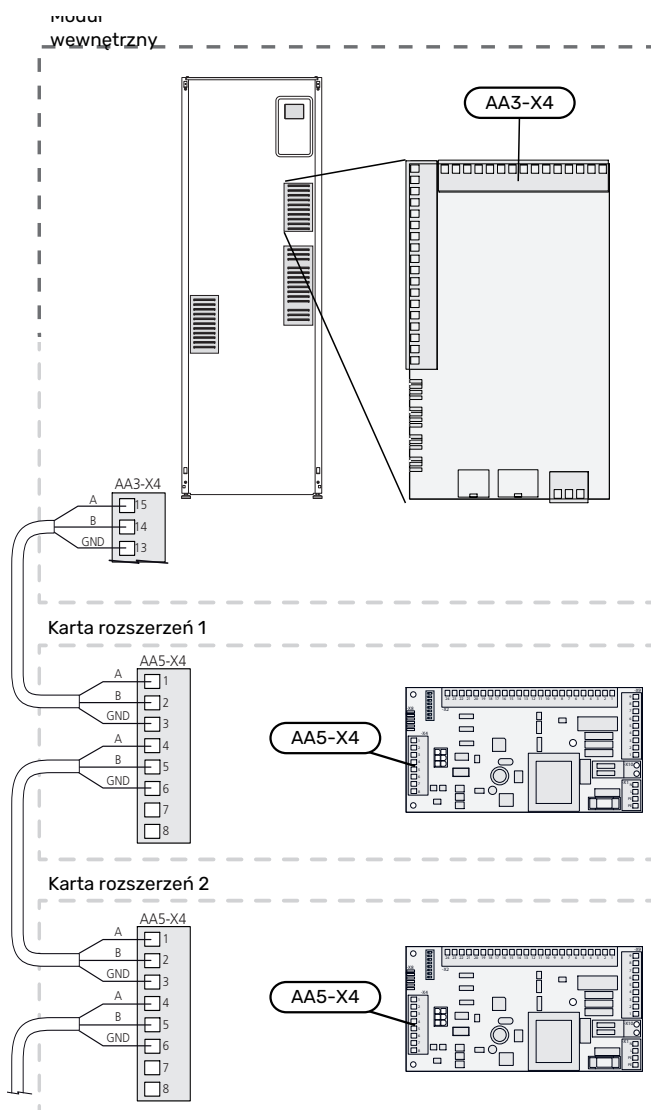 Moduł
wewnętrzny
AA3-X4
AA3-X4
A
15
B
14
GND
13
Karta rozszerzeń 1
AA5-X4
A
1
B
2
GND
3
A
4
B
5
GND
6
7
8
AA5-X4
Karta rozszerzeń 2
AA5-X4
A
1
B
2
GND
3
A
4
B
5
GND
6
7
8
AA5-X4